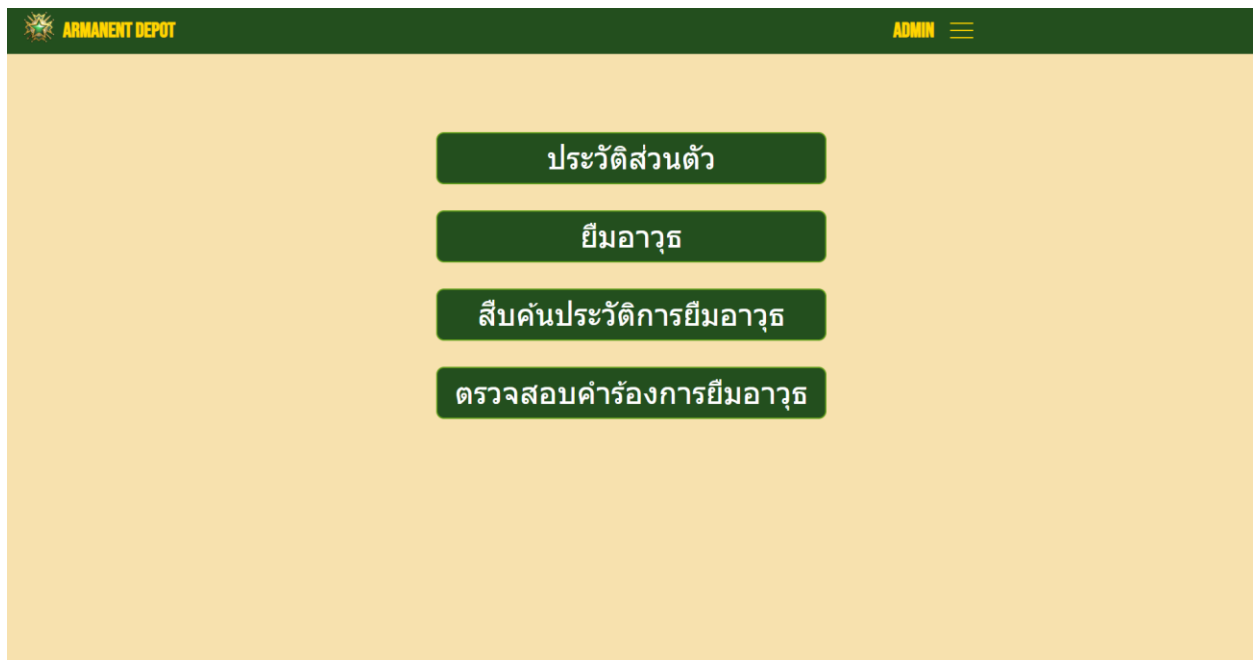 ARMANENT DEPOT
ADMIN
ประวัติส่วนตัว
ยืมอาวุธ
สืบค้นประวัติการยืมอาวุธ
ตรวจสอบคำร้องการยืมอาวุธ